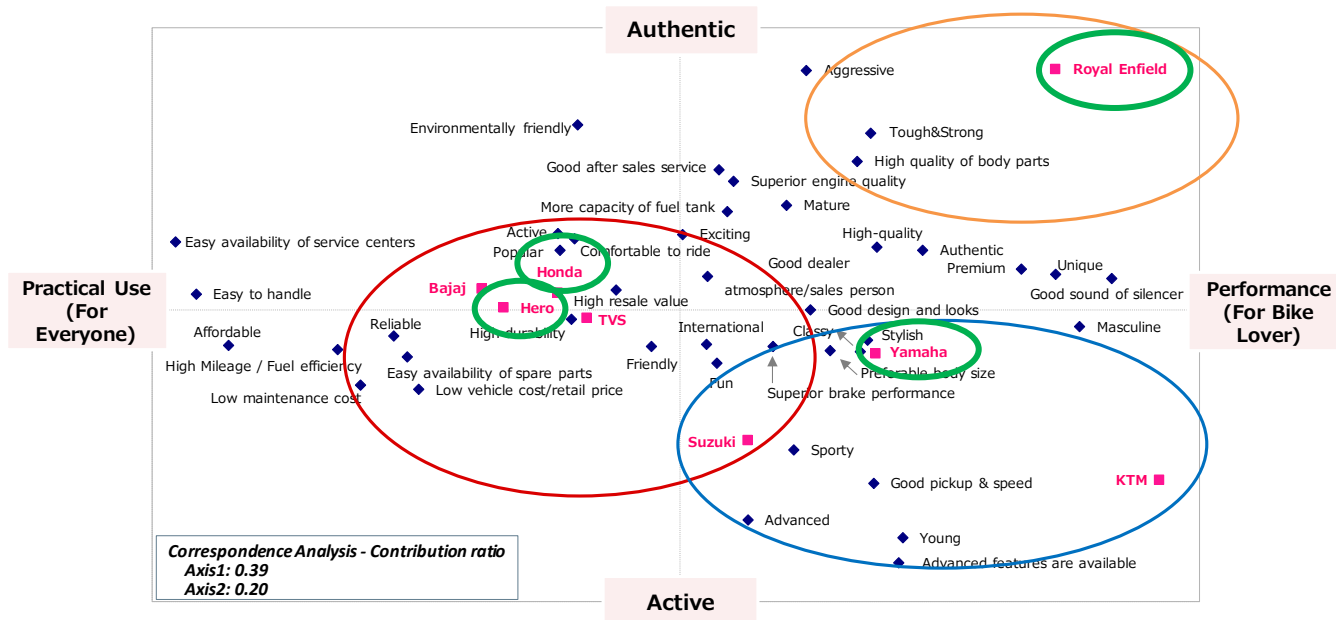 Authentic
Aggressive
Royal Enfield
Environmentally friendly
Tough&Strong
High quality of body parts
Good after sales service
Superior engine quality
More capacity of fuel tank
Mature
Active
Exciting
High-quality
Easy availability of service centers
Popular
Comfortable to ride
Authentic
Good dealer
Premium
Unique
Honda
Practical Use
(For
Everyone)
Bajaj
atmosphere/sales person
Good sound of silencer
Performance
(For Bike
Lover)
Easy to handle
High resale value
Hero
TVS
Good design and looks
Reliable
International
Classy
Masculine
Affordable
High durability
Stylish
Yamaha
High Mileage / Fuel efficiency
Friendly
Easy availability of spare parts
Preferable body size
Fun
Low vehicle cost/retail price
Superior brake performance
Low maintenance cost
Suzuki
Sporty
Good pickup & speed
KTM
Advanced
Young
Correspondence Analysis - Contribution ratio
Axis1: 0.39
Axis2: 0.20
Advanced features are available
Active